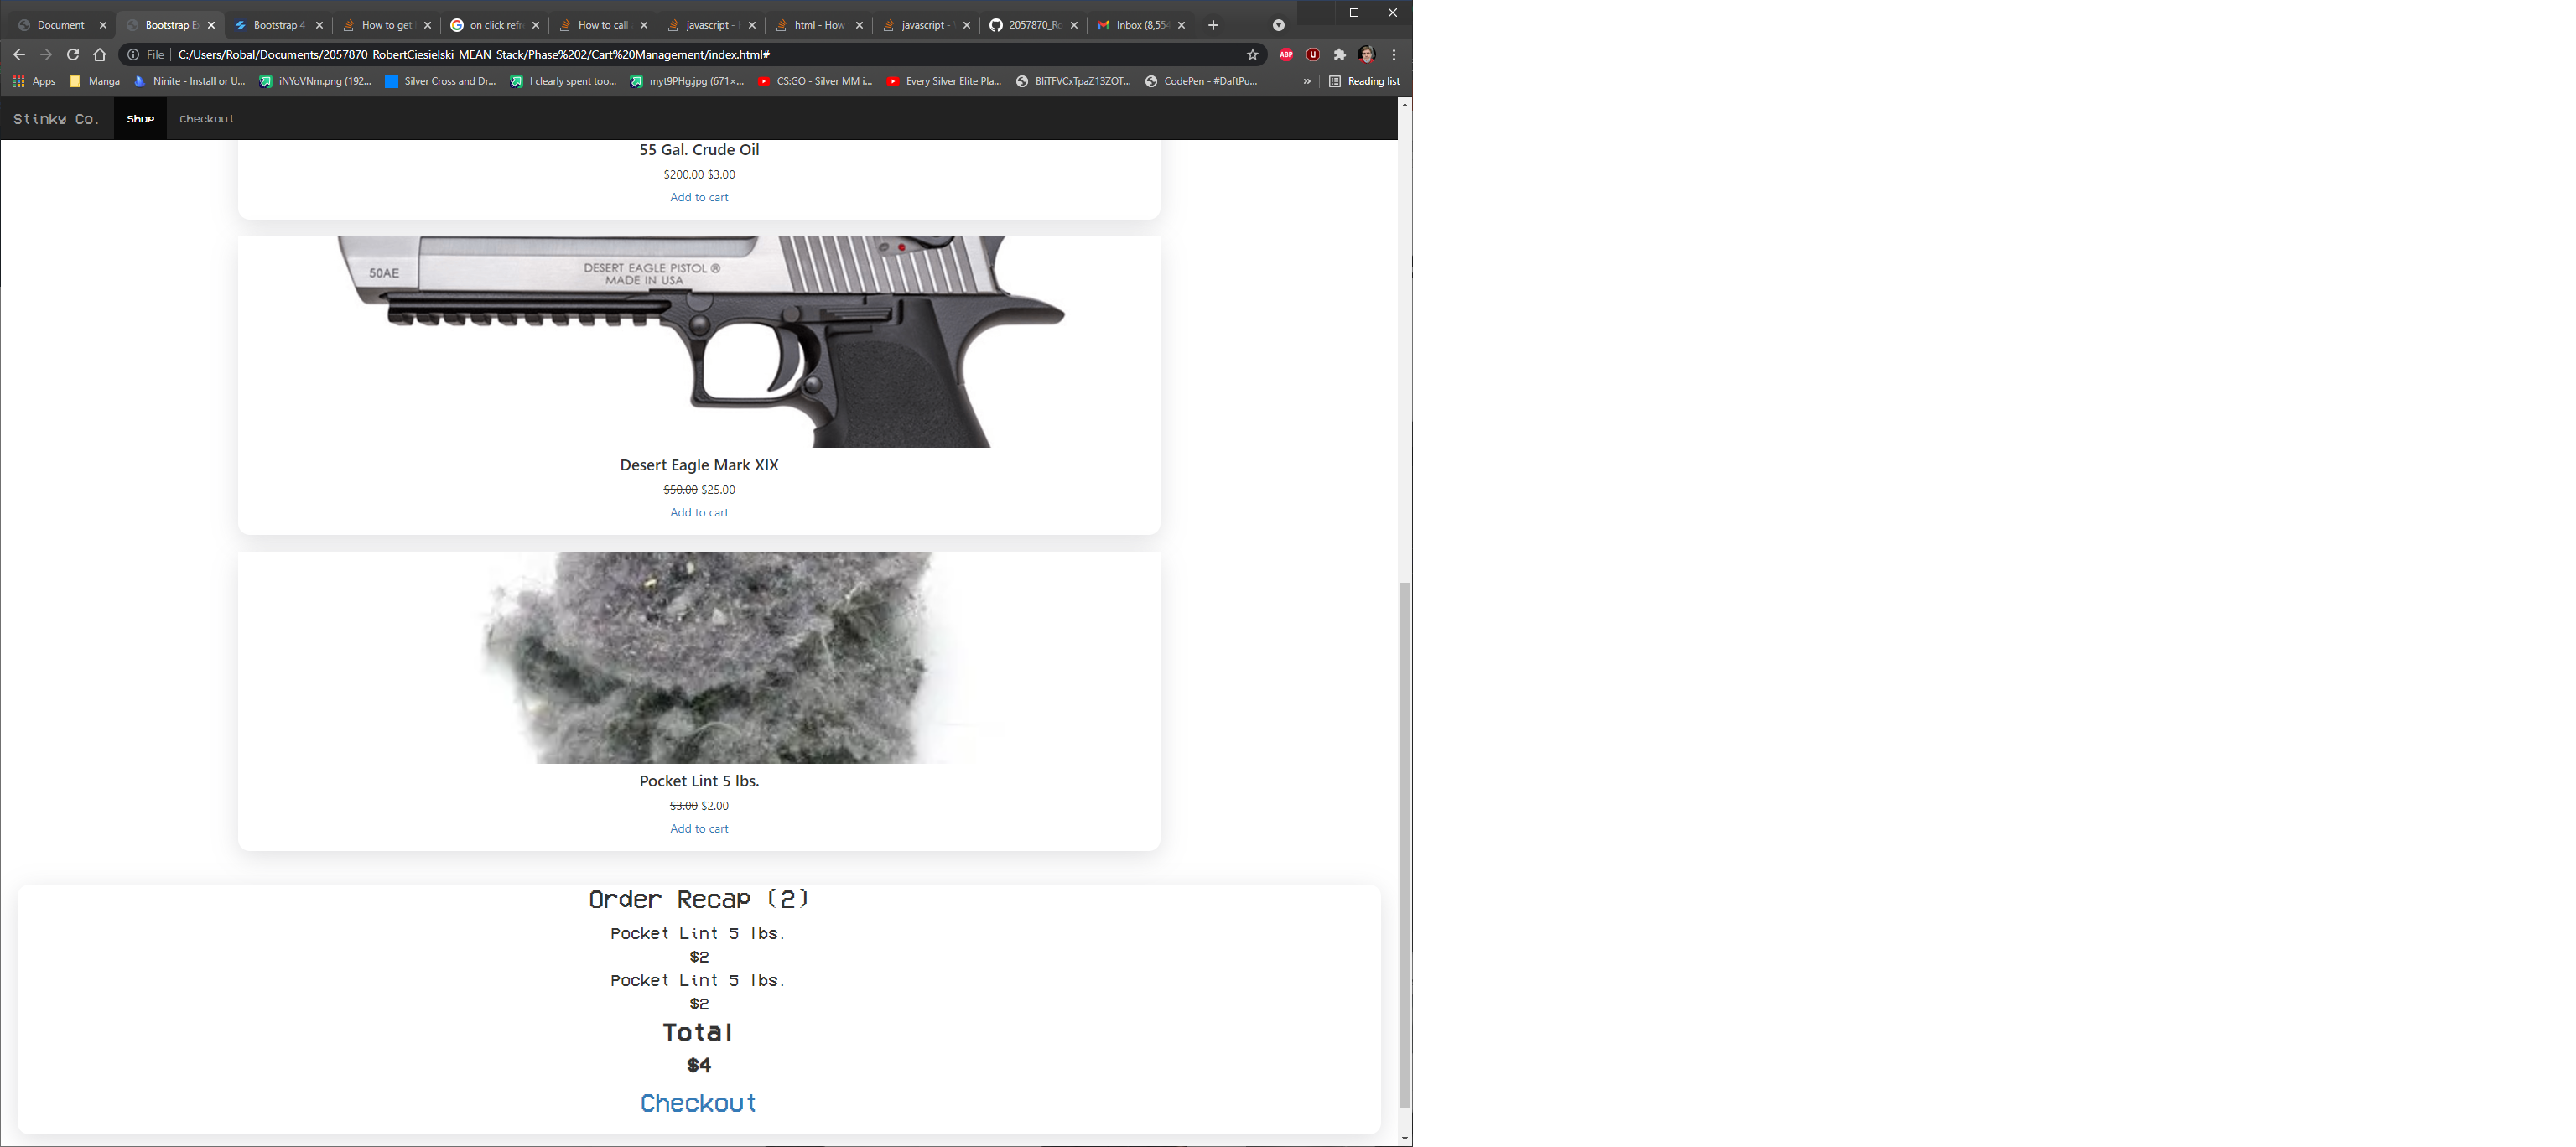 Document
Bootstrap E
Bootstrap 4
How to get
on click refr
How to call
javascript -
html - How
javascript -
2057870_Ro
Inbox (8,554
File
C:/Users/Robal/Documents/2057870_RobertCiesielski_MEAN_Stack/Phase%202/Cart%20Management/index.html#
ABP
Apps
Manga
Ninite - Install or U...
iNYoVNm.png (192...
Silver Cross and Dr...
I clearly spent too...
myt9PHg.jpg (671×...
CS:GO - Silver MM i...
Every Silver Elite Pla...
BliTFVCxTpaZ13ZOT...
CodePen - #DaftPu...
»
Reading list
Stinky Co.
Shop
Checkout
55 Gal. Crude Oil
$200.00 $3.00
Add to cart
50AE
DESERT EAGLE PISTOL ®
MADE IN USA
Desert Eagle Mark XIX
$50.00 $25.00
Add to cart
Pocket Lint 5 lbs.
$3.00 $2.00
Add to cart
Order Recap (2)
Pocket Lint 5 lbs.
$2
Pocket Lint 5 lbs.
$2
Total
$4
Checkout